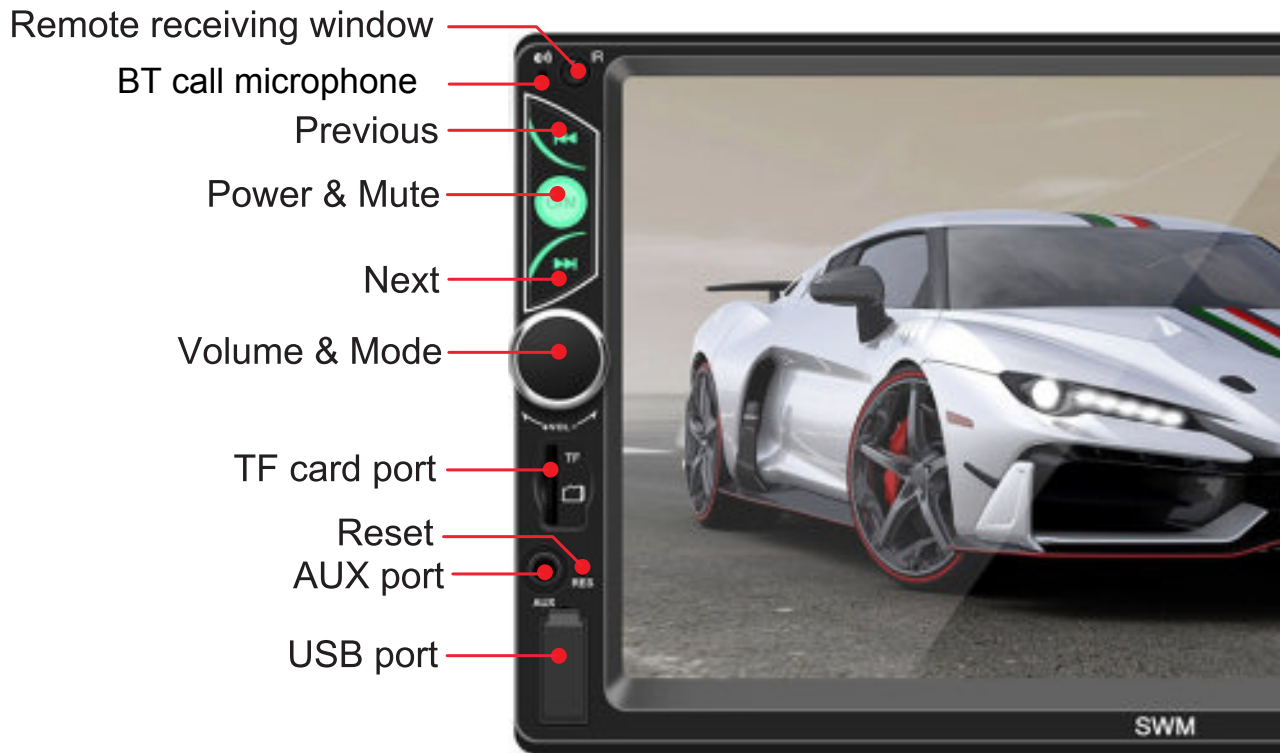 Remote receiving window
IR
BT call microphone
Previous
Power & Mute
Next
Volume & Mode
VOL
TF card port
TF
Reset
AUX port
RES
AUX
USB port
SWM